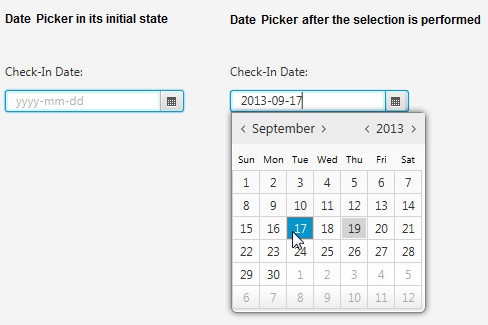 Date Picker in its initial state
Check-In Date:
yyyy-mm-dd
Date Picker after the selection is performed
Check-In Date:
2013-09-17
< September > < 2013 >
Sun Mon Tue Wed Thu Fri Sat
1 2 3 4 5 6 7
8 9 10 11 12 13 14
15 16 17 18 19 20 21
22 23 24 25 26 27 28
29 30 1 2 3 4 5
6 7 8 9 10 11 12